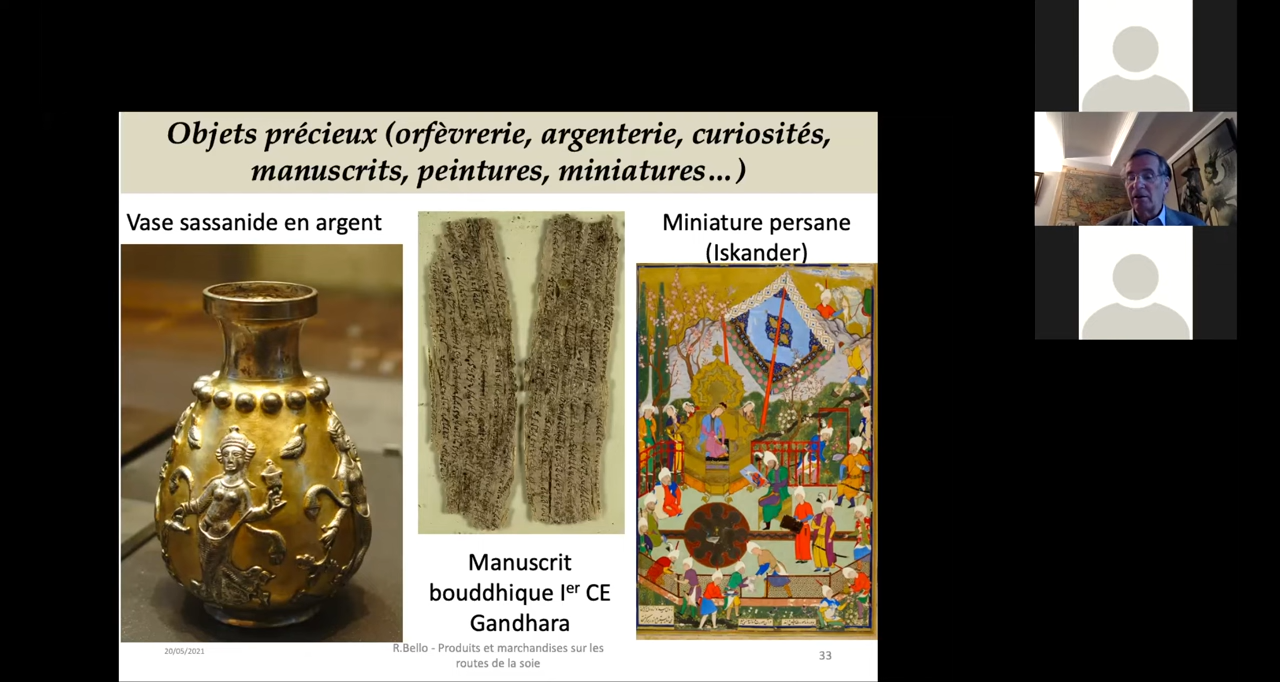 Objets précieux (orfèvrerie, argenterie, curiosités,
manuscrits, peintures, miniatures…)
Vase sassanide en argent
Miniature persane
(Iskander)
Manuscrit
bouddhique Ier CE
Gandhara
20/05/2021
R.Bello - Produits et marchandises sur les
routes de la soie
33